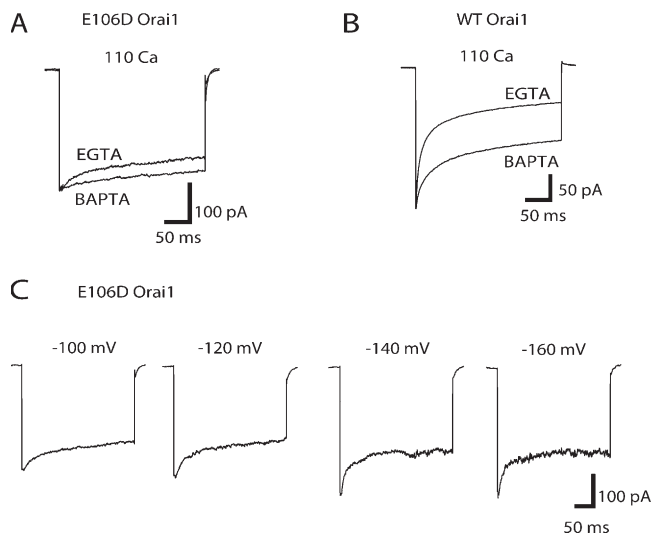 A
E106D Orai1
110 Ca
EGTA
BAPTA
100 pA
50 ms
B
WT Orai1
110 Ca
EGTA
BAPTA
50 pA
50 ms
C
E106D Orai1
-100 mV
-120 mV
-140 mV
-160 mV
100 pA
50 ms